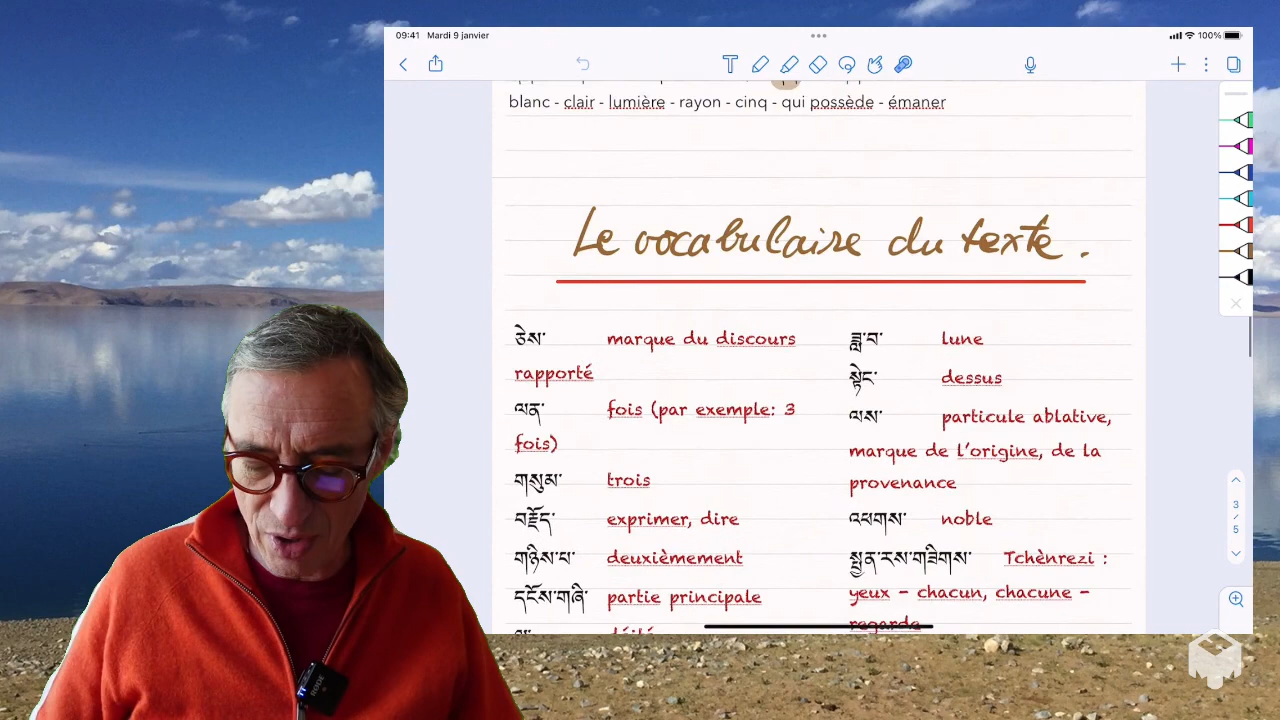 09:41 Mardi 9 janvier
100%
blanc - clair - lumière - rayon - cinq - qui possède - émaner
Le vocabulaire du texte.
ཅེས་ marque du discours
rapporté
ལན་ fois (par exemple: 3
fois)
གསུམ་ trois
བརྗོད་ exprimer, dire
གཉིས་པ་ deuxièmement
དངོས་གཞི་ partie principale
ཟླ་བ་ lune
སྟེང་ dessus
ལས་ particule ablative,
marque de l'origine, de la
provenance
འཕགས་ noble
སྤྱན་རས་གཟིགས་ Tchènrezi :
yeux - chacun, chacune -
regarde
3
/
5
RODE